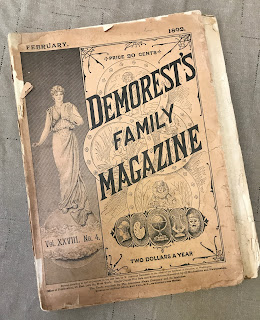 FEBRUARY.
1892.
PRICE 20 CENTS
DEMOREST'S
FAMILY
MAGAZINE
Vol. XXVIII. No. 4.
TWO DOLLARS A YEAR